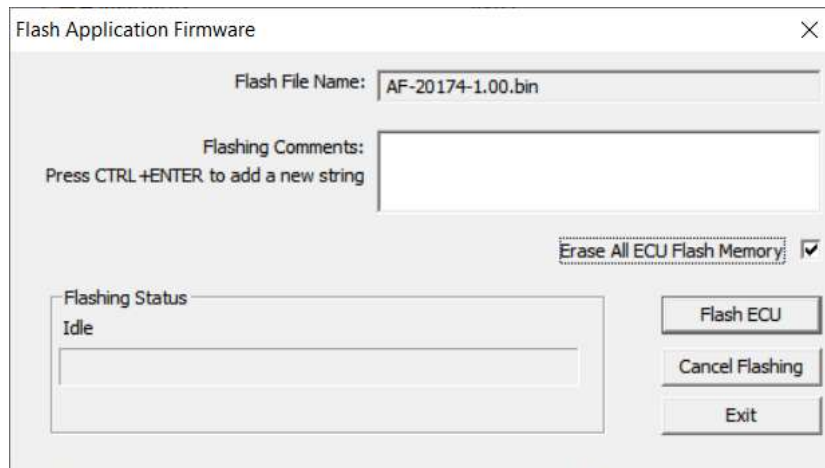 Flash Application Firmware
Flash File Name: AF-20174-1.00.bin
Flashing Comments:
Press CTRL+ENTER to add a new string
Erase All ECU Flash Memory
Flashing Status
Idle
Flash ECU
Cancel Flashing
Exit